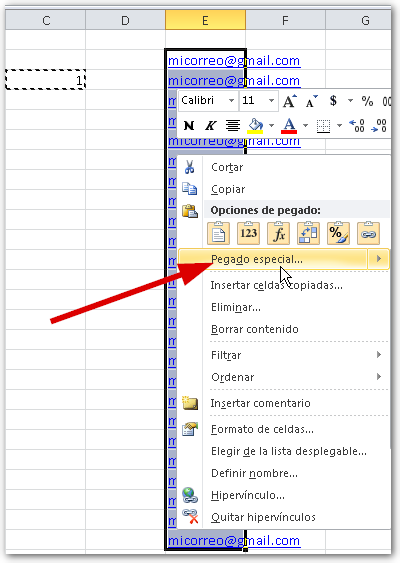 C D E F G
micorreo@gmail.com
1 micorreo@gmail.com
Calibri 11 A A $ % 000
N K A
micorreo@gmail.com
Cortar
Copiar
Opciones de pegado:
123 fx %
Pegado especial...
Insertar celdas copiadas...
Eliminar...
Borrar contenido
Filtrar
Ordenar
Insertar comentario
Formato de celdas...
Elegir de la lista desplegable...
Definir nombre...
Hipervínculo...
Quitar hipervínculos
micorreo@gmail.com